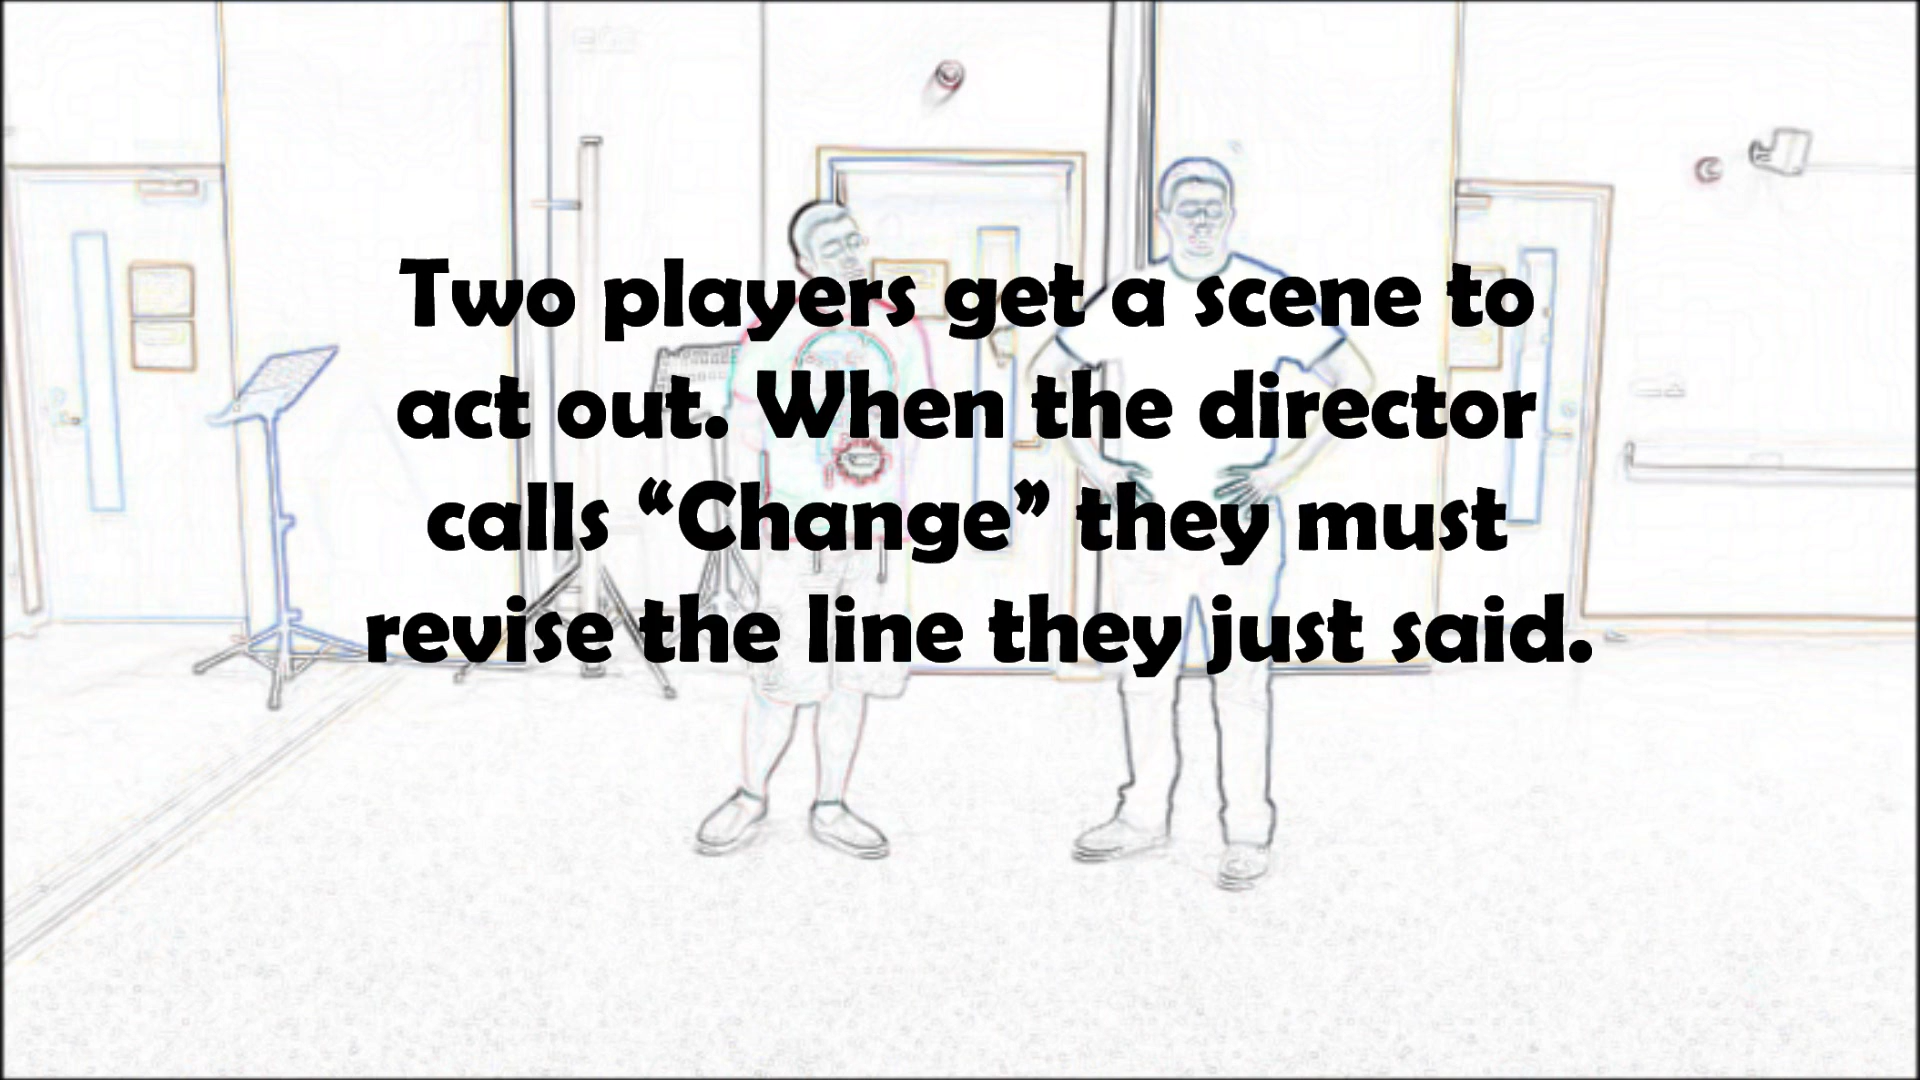 Two players get a scene to
act out. When the director
calls “Change” they must
revise the line they just said.